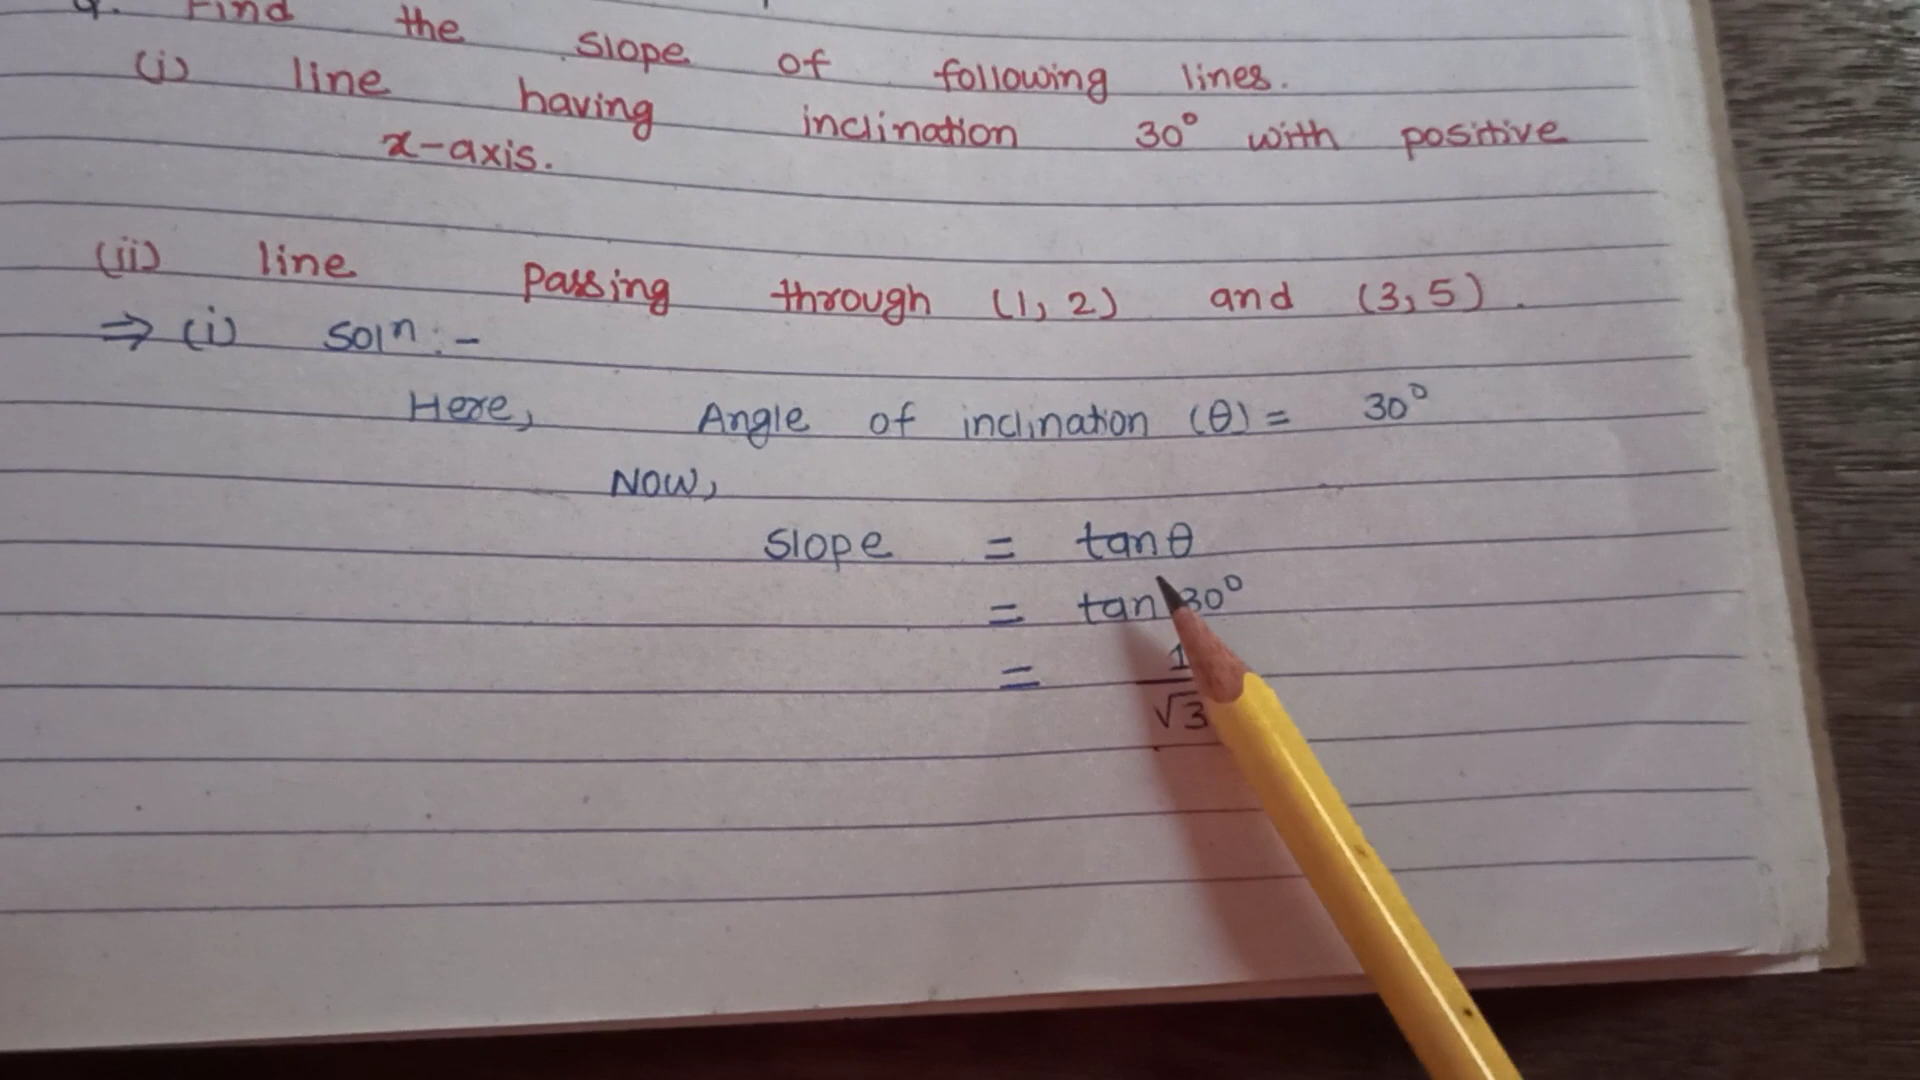 Find the slope of following lines.
(i) line having inclination 30° with positive
x-axis.
(ii) line passing through (1, 2) and (3, 5).
⇒ (i) Solⁿ:-
Here, Angle of inclination (θ) = 30°
Now,
Slope = tanθ
= tan 30°
= 1/√3